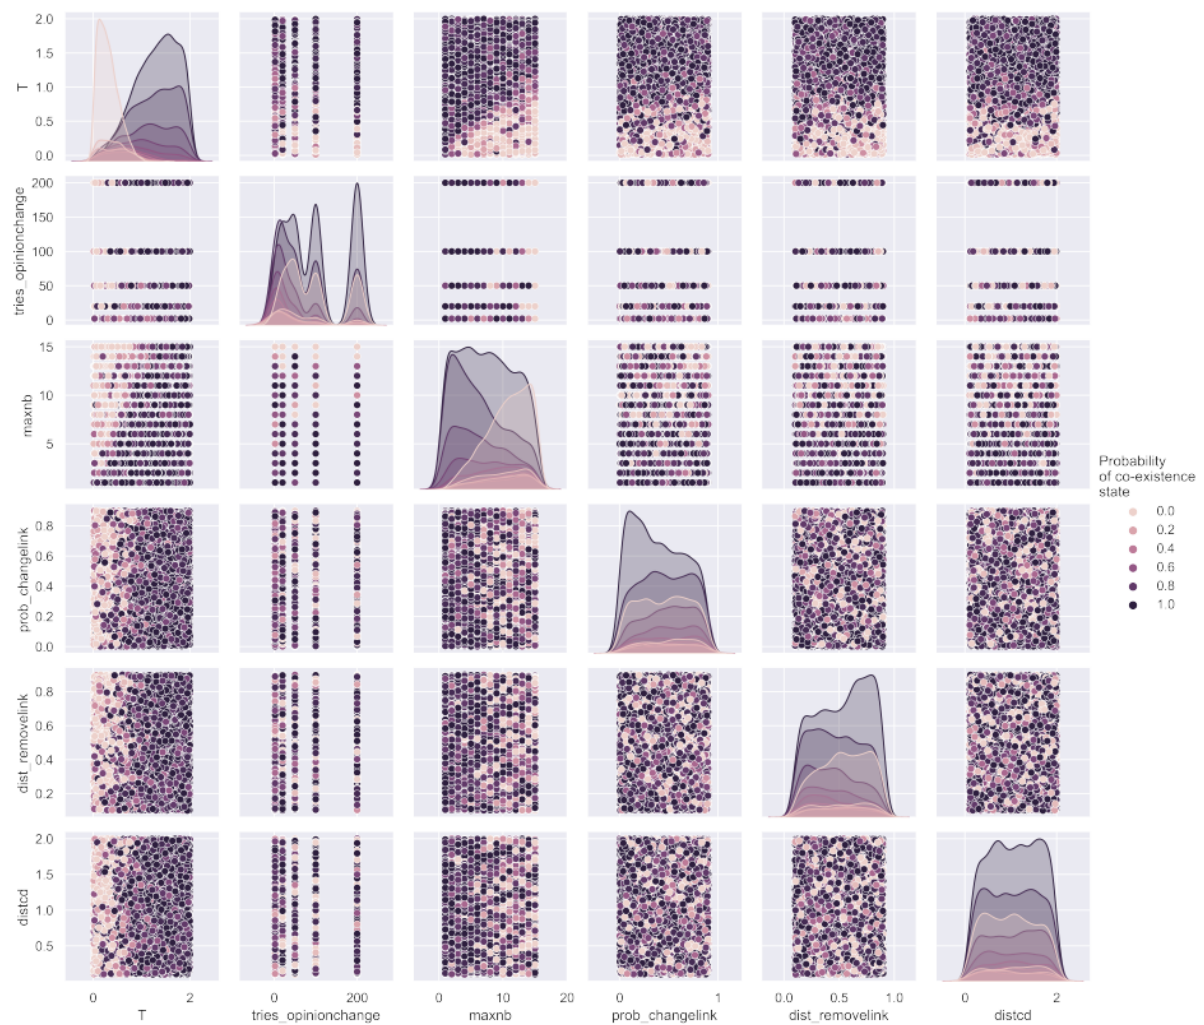 2.0
1.5
1.0
0.5
0.0
T
200
150
100
50
0
tries_opinionchange
15
10
5
maxnb
Probability
of co-existence
state
0.0
0.2
0.4
0.6
0.8
1.0
0.8
0.6
0.4
0.2
0.0
prob_changelink
0.8
0.6
0.4
0.2
dist_removelink
2.0
1.5
1.0
0.5
distcd
0 2 0 200 0 10 20 0 1 0.0 0.5 1.0 0 2
T tries_opinionchange maxnb prob_changelink dist_removelink distcd